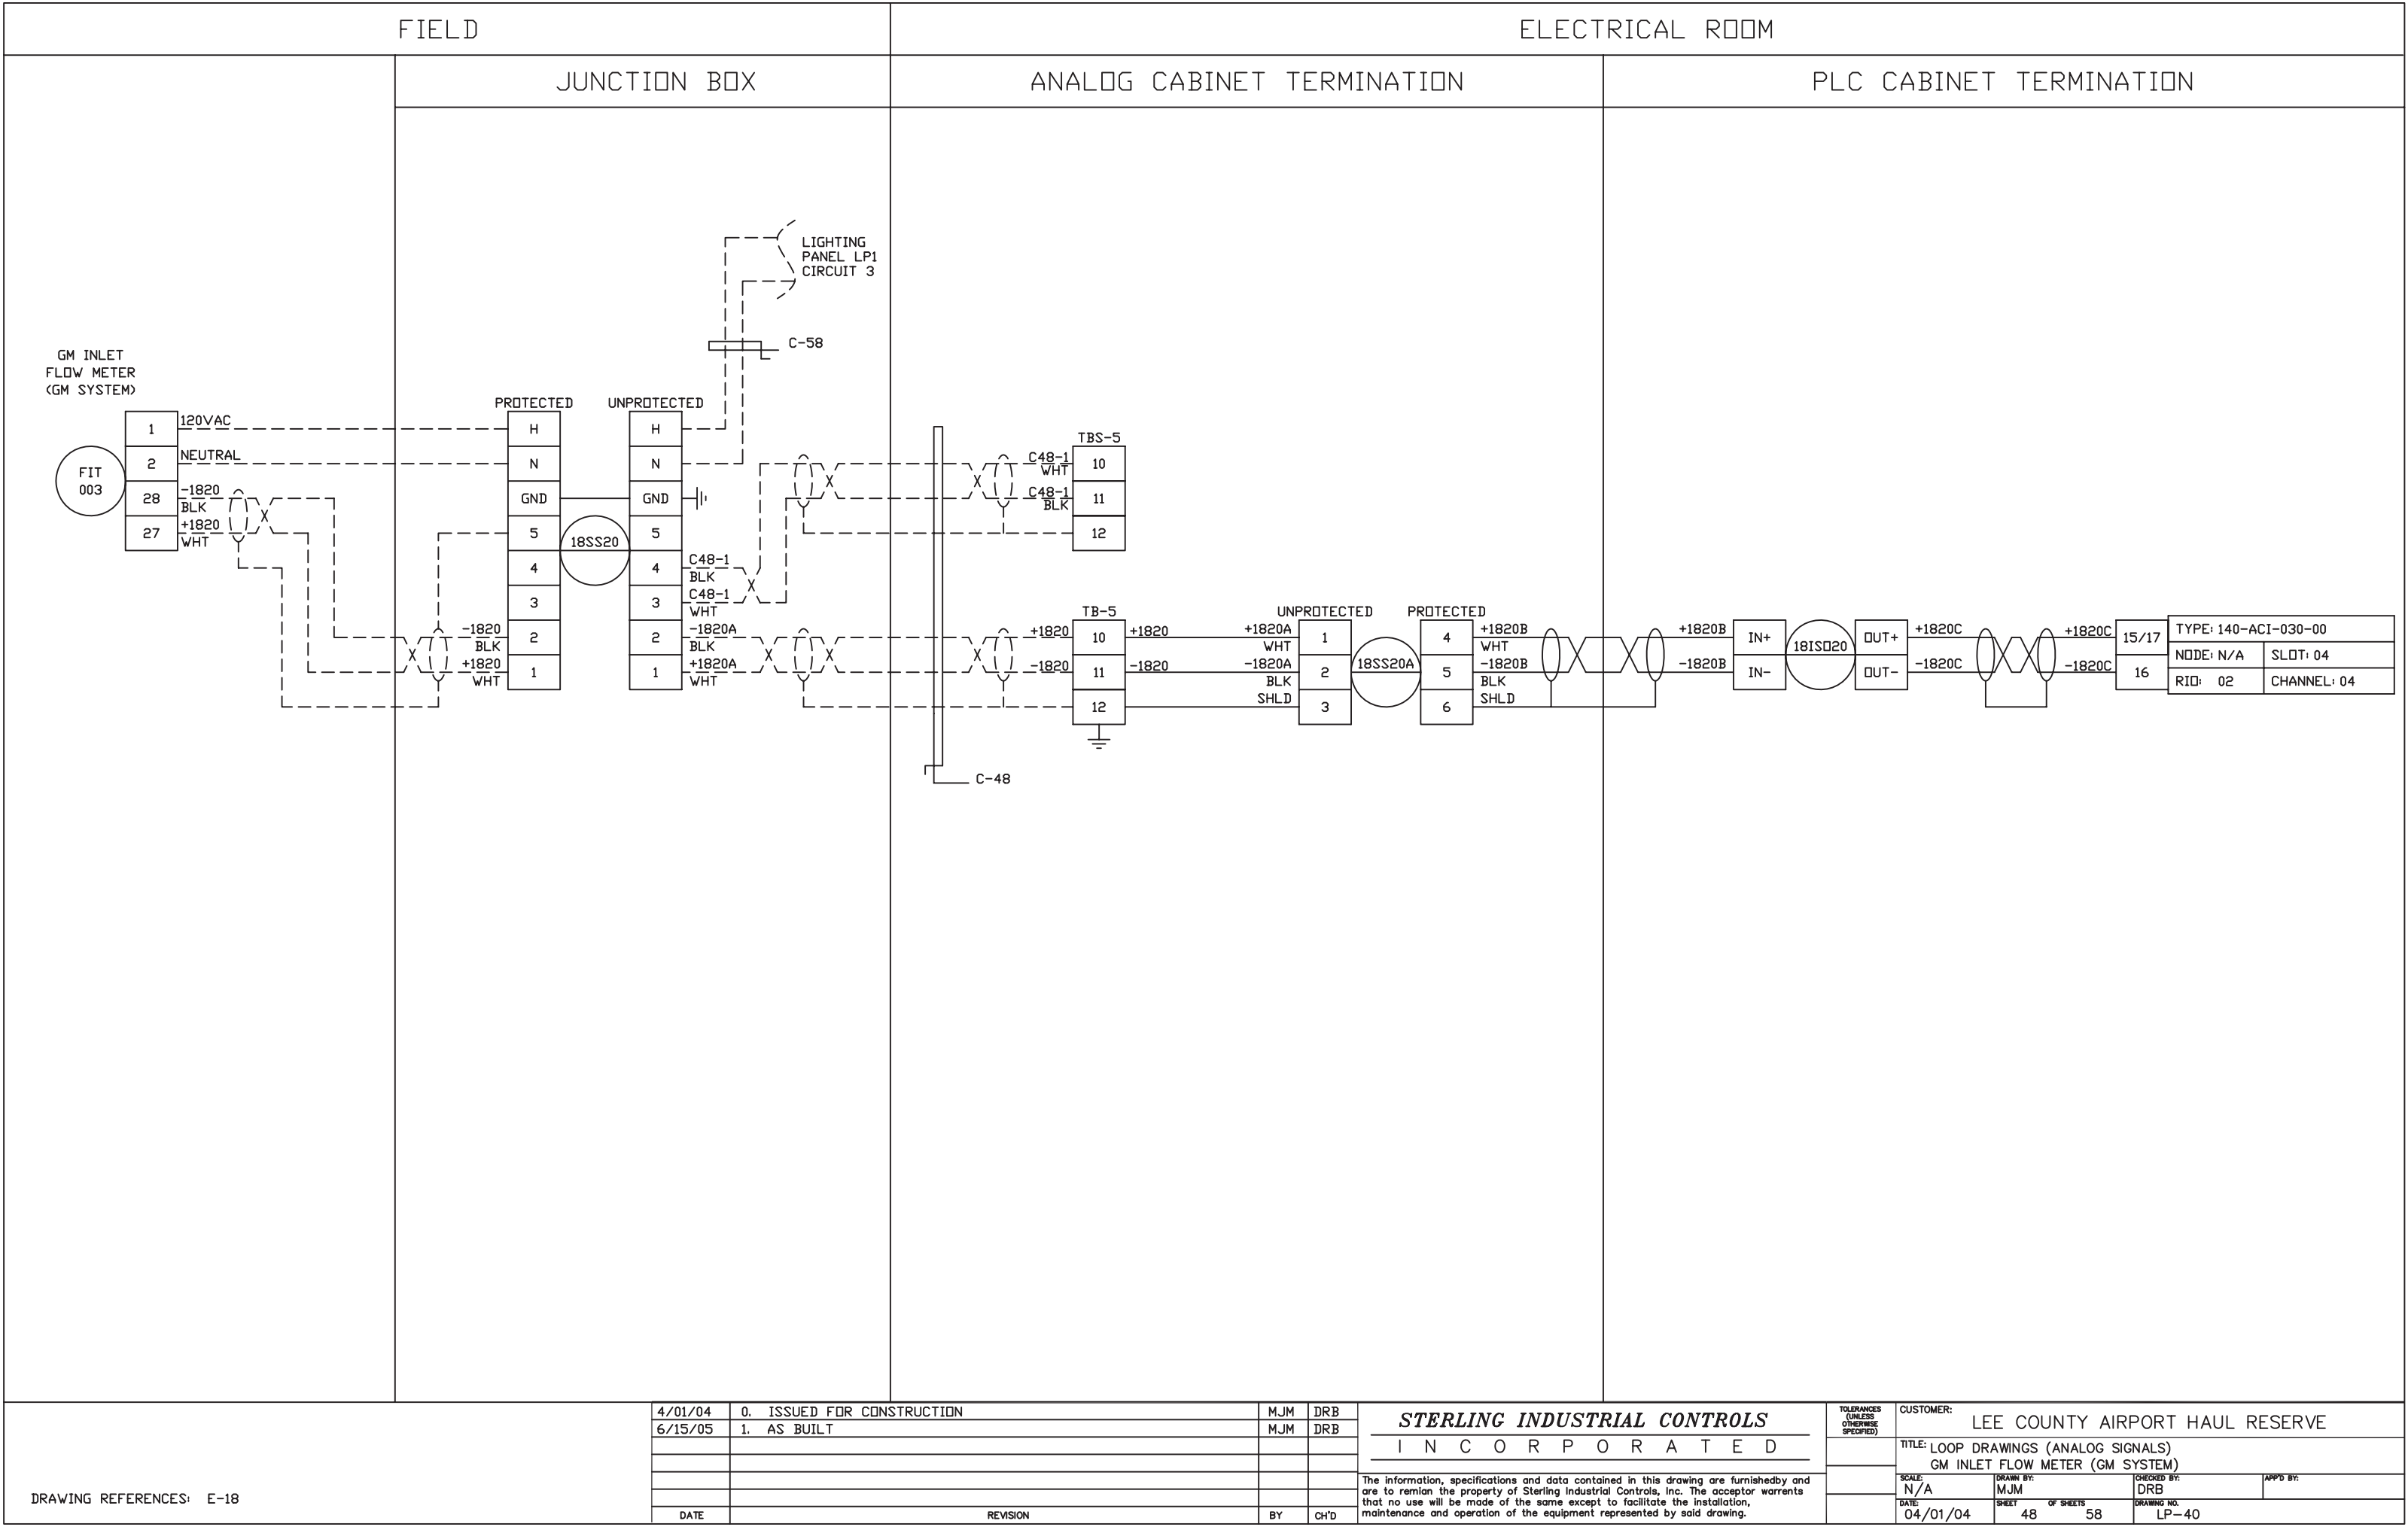 FIELD
ELECTRICAL ROOM
JUNCTION BOX
ANALOG CABINET TERMINATION
PLC CABINET TERMINATION
LIGHTING
PANEL LP1
CIRCUIT 3
C-58
GM INLET
FLOW METER
(GM SYSTEM)
FIT
003
1
2
28
27
120VAC
NEUTRAL
-1820
BLK
+1820
WHT
PROTECTED
H
N
GND
5
4
3
2
1
-1820
BLK
+1820
WHT
18SS20
UNPROTECTED
H
N
GND
5
4
3
2
1
C48-1
BLK
C48-1
WHT
-1820A
BLK
+1820A
WHT
C-48
TBS-5
C48-1
WHT
10
C48-1
BLK
11
12
TB-5
+1820
10
+1820
-1820
11
-1820
12
UNPROTECTED
+1820A
WHT
1
-1820A
BLK
2
SHLD
3
18SS20A
PROTECTED
4
+1820B
WHT
5
-1820B
BLK
6
SHLD
+1820B
IN+
-1820B
IN-
18ISO20
OUT+
+1820C
OUT-
-1820C
+1820C
15/17
-1820C
16
TYPE: 140-ACI-030-00
NODE: N/A
SLOT: 04
RIO: 02
CHANNEL: 04
DRAWING REFERENCES: E-18
4/01/04 0. ISSUED FOR CONSTRUCTION MJM DRB
6/15/05 1. AS BUILT MJM DRB
DATE REVISION BY CH'D
STERLING INDUSTRIAL CONTROLS
INCORPORATED
The information, specifications and data contained in this drawing are furnishedby and
are to remian the property of Sterling Industrial Controls, Inc. The acceptor warrents
that no use will be made of the same except to facilitate the installation,
maintenance and operation of the equipment represented by said drawing.
TOLERANCES
(UNLESS
OTHERWISE
SPECIFIED)
CUSTOMER:
LEE COUNTY AIRPORT HAUL RESERVE
TITLE: LOOP DRAWINGS (ANALOG SIGNALS)
GM INLET FLOW METER (GM SYSTEM)
SCALE:
N/A
DRAWN BY:
MJM
CHECKED BY:
DRB
APP'D BY:
DATE:
04/01/04
SHEET
48
OF SHEETS
58
DRAWING NO.
LP-40